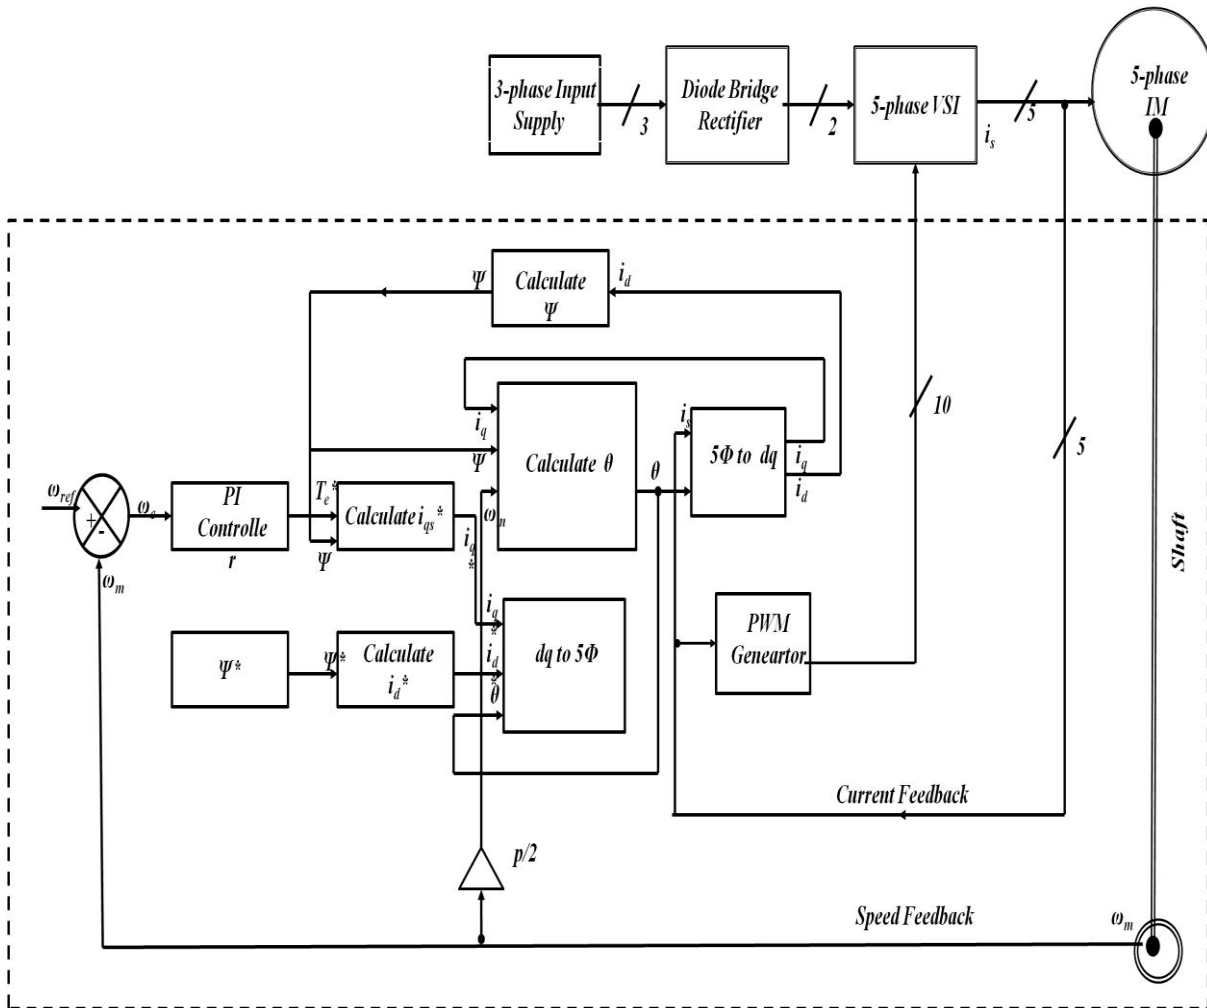 3-phase Input
Supply
3
Diode Bridge
Rectifier
2
5-phase VSI
5
i_s
5-phase
IM
Ψ
Calculate
Ψ
i_d
10
5
i_q
Ψ
ω_n
Calculate θ
θ
i_s
5Φ to dq
i_q
i_d
ω_ref
+
-
ω_e
ω_m
PI
Controlle
r
T_e*
Ψ
Calculate i_qs*
i_q
*
Ψ*
Ψ*
Calculate
i_d*
i_q
*
i_d
*
θ
dq to 5Φ
PWM
Geneartor
Shaft
Current Feedback
p/2
Speed Feedback
ω_m